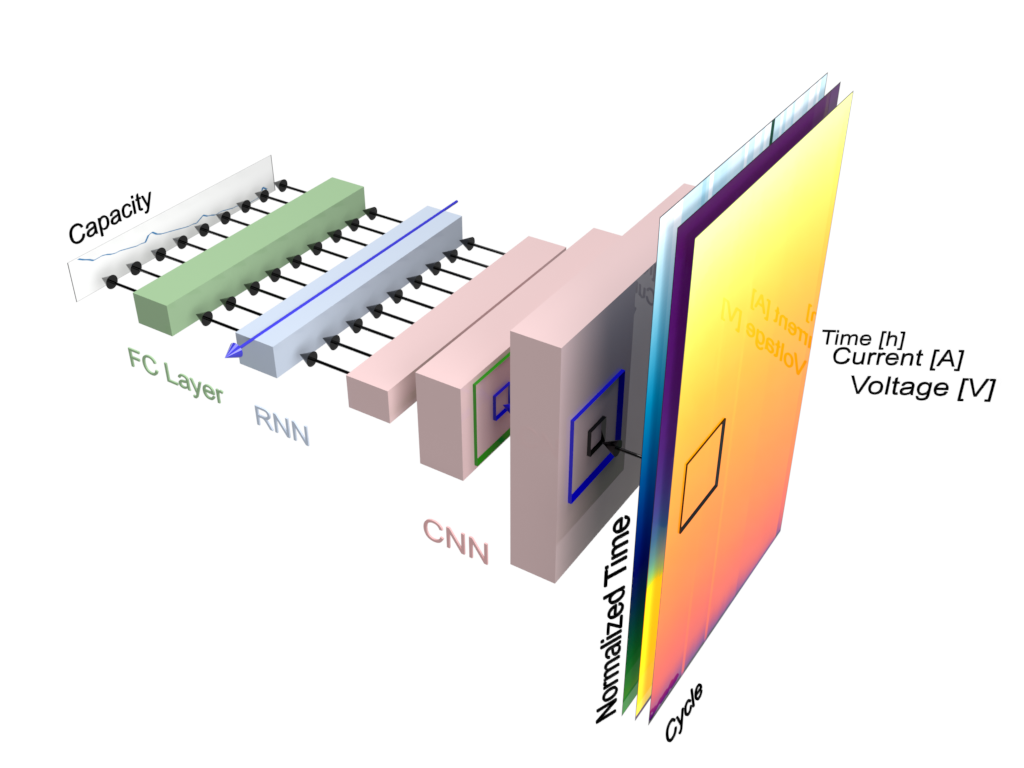 Capacity
FC Layer
RNN
CNN
Normalized Time
Cycle
Time [h]
Current [A]
Voltage [V]